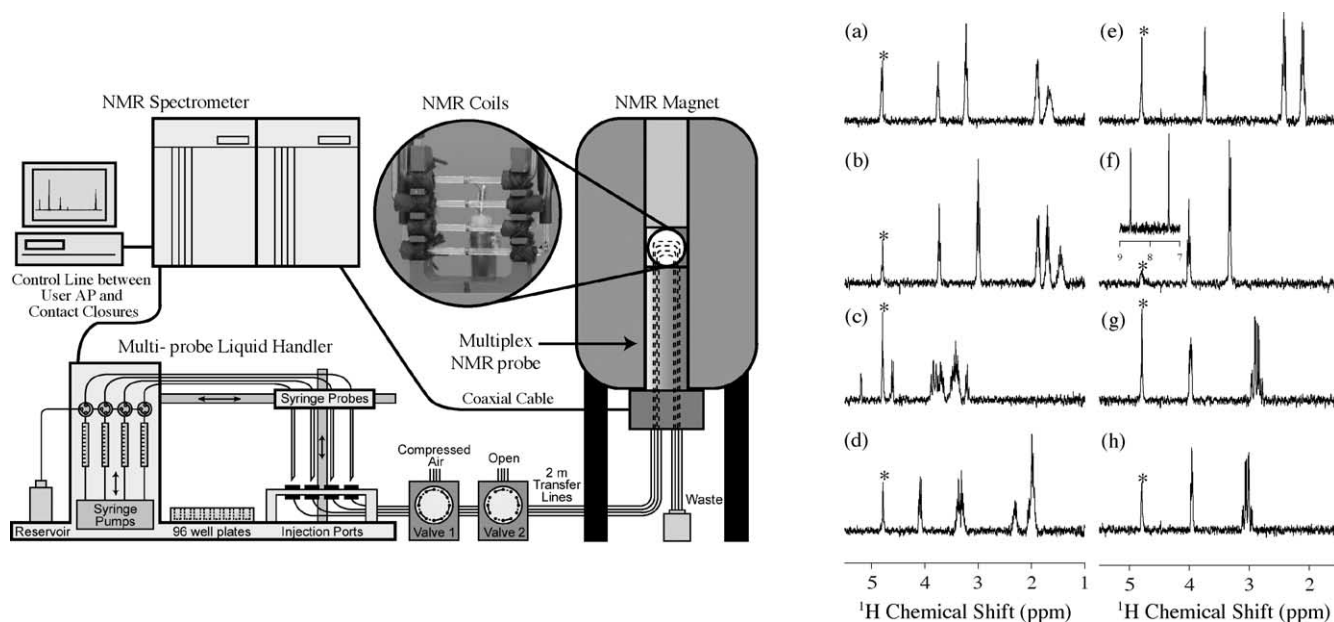 NMR Spectrometer
NMR Coils
NMR Magnet
Control Line between
User AP and
Contact Closures
Multi- probe Liquid Handler
Syringe Probes
Multiplex
NMR probe
Coaxial Cable
Compressed
Air
Open
2 m
Transfer
Lines
Waste
Reservoir
Syringe
Pumps
96 well plates
Injection Ports
Valve 1
Valve 2
(a)
*
(b)
*
(c)
*
(d)
*
5 4 3 2 1
¹H Chemical Shift (ppm)
(e)
*
(f)
9 8 7
*
(g)
*
(h)
*
5 4 3 2
¹H Chemical Shift (ppm)